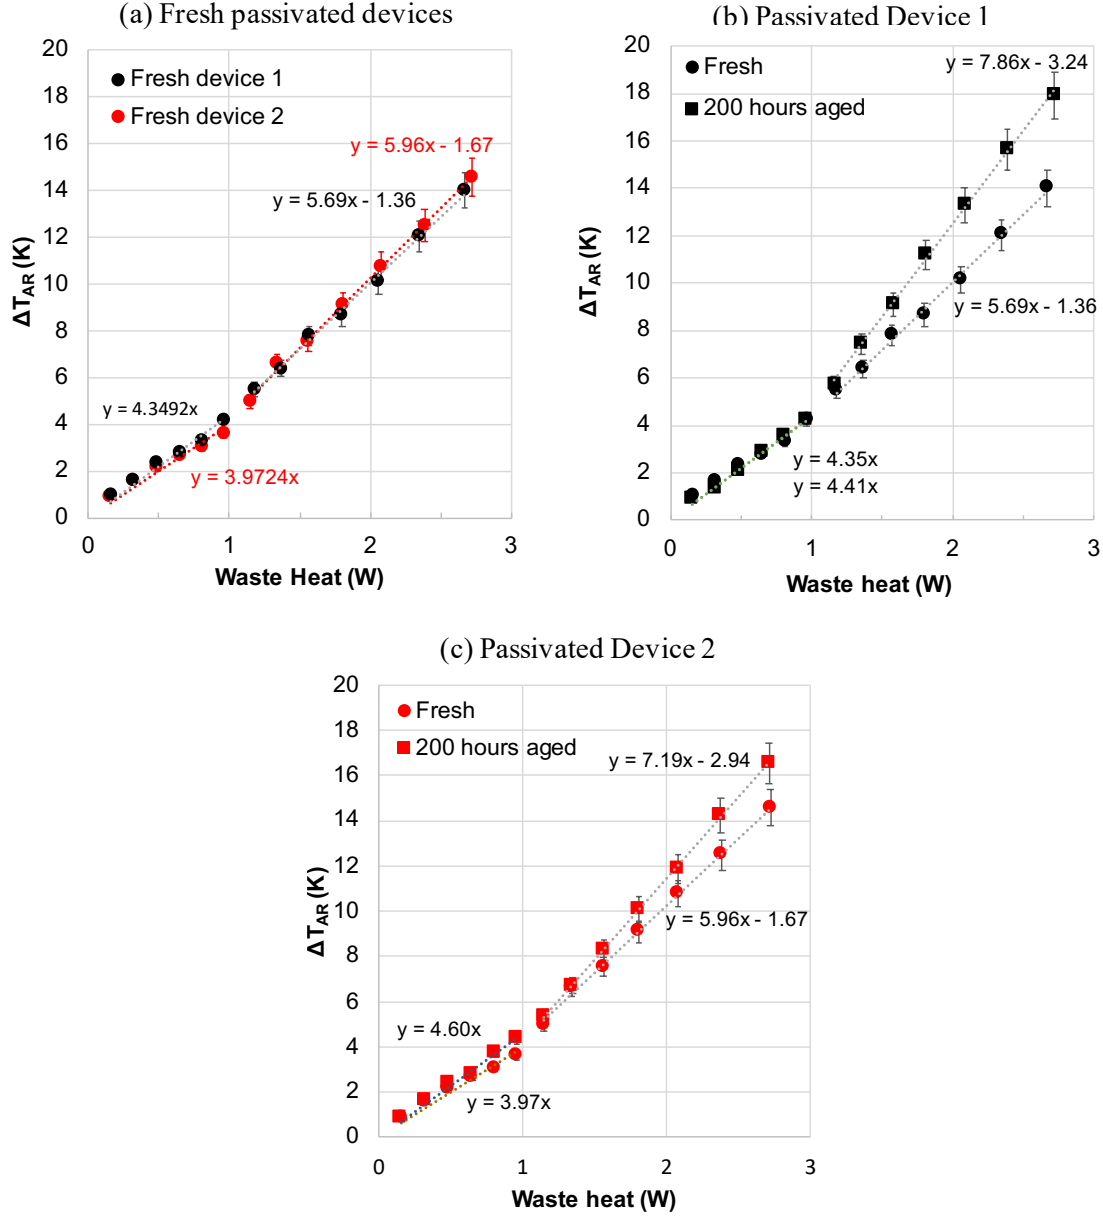 (a) Fresh passivated devices
20
18
16
14
12
10
8
6
4
2
0
ΔT_AR (K)
Fresh device 1
Fresh device 2
y = 5.96x - 1.67
y = 5.69x - 1.36
y = 4.3492x
y = 3.9724x
0 1 2 3
Waste Heat (W)
(b) Passivated Device 1
20
18
16
14
12
10
8
6
4
2
0
ΔT_AR (K)
Fresh
200 hours aged
y = 7.86x - 3.24
y = 5.69x - 1.36
y = 4.35x
y = 4.41x
0 1 2 3
Waste heat (W)
(c) Passivated Device 2
20
18
16
14
12
10
8
6
4
2
0
ΔT_AR (K)
Fresh
200 hours aged
y = 7.19x - 2.94
y = 5.96x - 1.67
y = 4.60x
y = 3.97x
0 1 2 3
Waste heat (W)